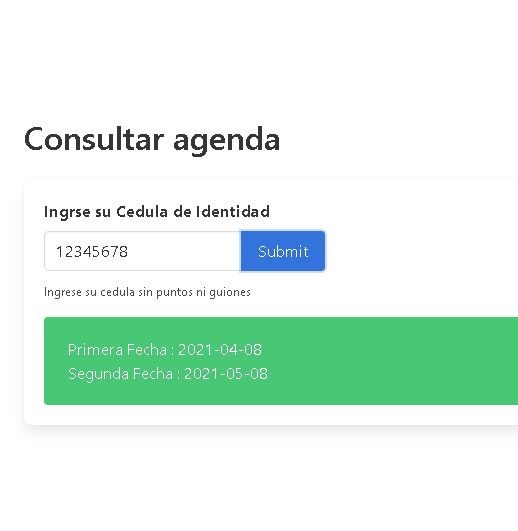 Consultar agenda
Ingrse su Cedula de Identidad
12345678 Submit
Ingrese su cedula sin puntos ni guiones
Primera Fecha : 2021-04-08
Segunda Fecha : 2021-05-08